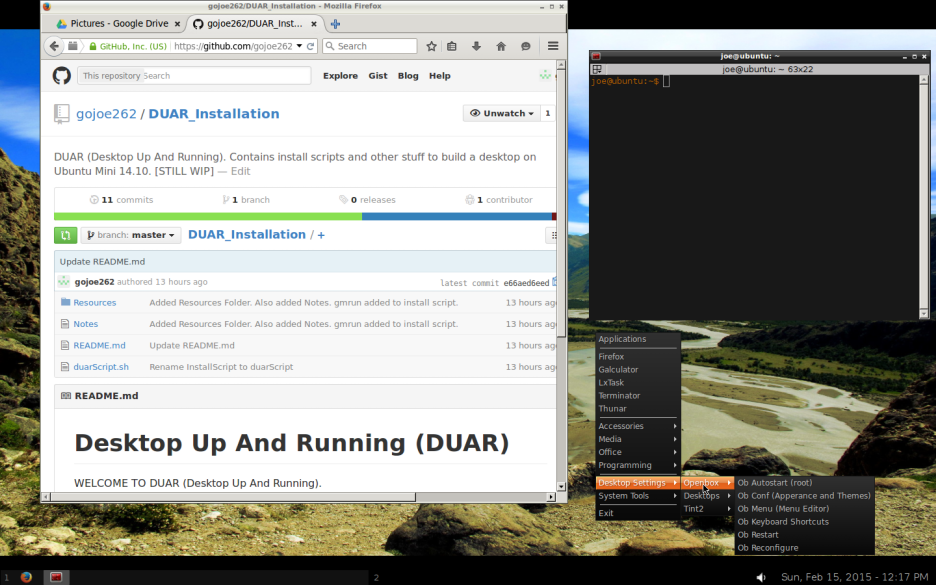 gojoe262/DUAR_Installation - Mozilla Firefox
Pictures - Google Drive × gojoe262/DUAR_Inst... ×
GitHub, Inc. (US) https://github.com/gojoe262 Search
This repository Search Explore Gist Blog Help
gojoe262 / DUAR_Installation Unwatch 1
DUAR (Desktop Up And Running). Contains install scripts and other stuff to build a desktop on
Ubuntu Mini 14.10. [STILL WIP] — Edit
11 commits 1 branch 0 releases 1 contributor
branch: master DUAR_Installation / +
Update README.md
gojoe262 authored 13 hours ago latest commit e66aed6eed
Resources Added Resources Folder. Also added Notes. gmrun added to install script. 13 hours ago
Notes Added Resources Folder. Also added Notes. gmrun added to install script. 13 hours ago
README.md Update README.md 13 hours ago
duarScript.sh Rename InstallScript to duarScript 13 hours ago
README.md
Desktop Up And Running (DUAR)
WELCOME TO DUAR (Desktop Up And Running).
joe@ubuntu: ~
joe@ubuntu: ~ 63x22
joe@ubuntu:~$
Applications
Firefox
Galculator
LxTask
Terminator
Thunar
Accessories
Media
Office
Programming
Desktop Settings
System Tools
Exit
Openbox
Desktops
Tint2
Ob Autostart (root)
Ob Conf (Apperance and Themes)
Ob Menu (Menu Editor)
Ob Keyboard Shortcuts
Ob Restart
Ob Reconfigure
1 2 Sun, Feb 15, 2015 - 12:17 PM